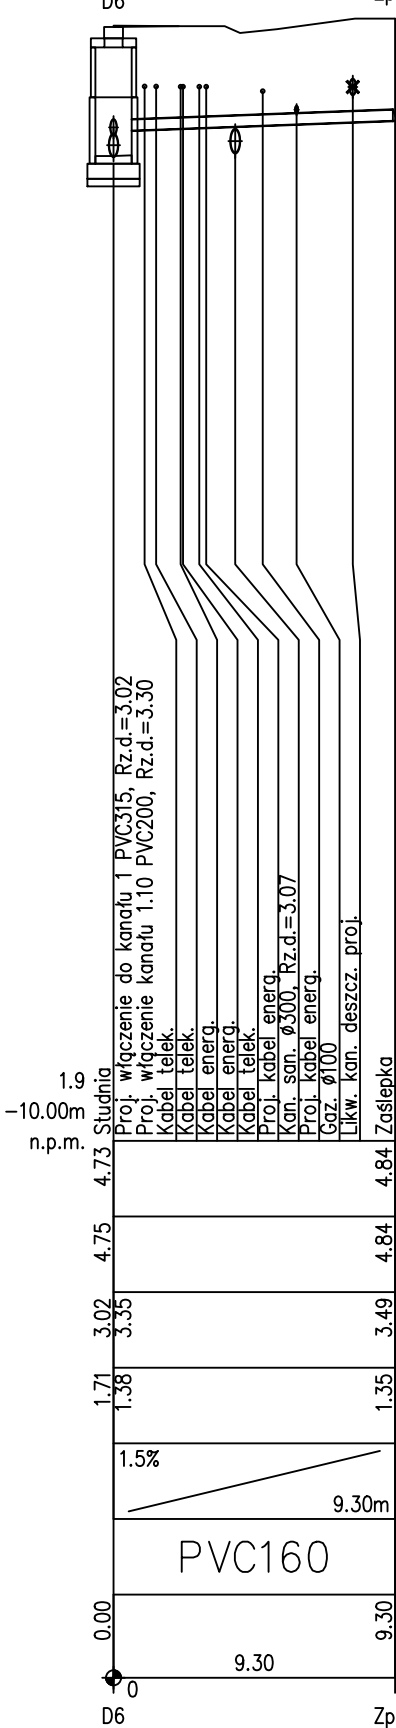 D6
Zp
1.9
-10.00m
n.p.m.
Studnia
Proj. włączenie do kanału 1 PVC315, Rz.d.=3.02
Proj. włączenie kanału 1.10 PVC200, Rz.d.=3.30
Kabel telek.
Kabel telek.
Kabel energ.
Kabel energ.
Kabel telek.
Proj. kabel energ.
Kan. san. ø300, Rz.d.=3.07
Proj. kabel energ.
Gaz. ø100
Likw. kan. deszcz. proj.
Zaślepka
4.73
4.84
4.75
4.84
3.02
3.35
3.49
1.71
1.38
1.35
1.5%
9.30m
PVC160
0.00
9.30
9.30
0
D6
Zp